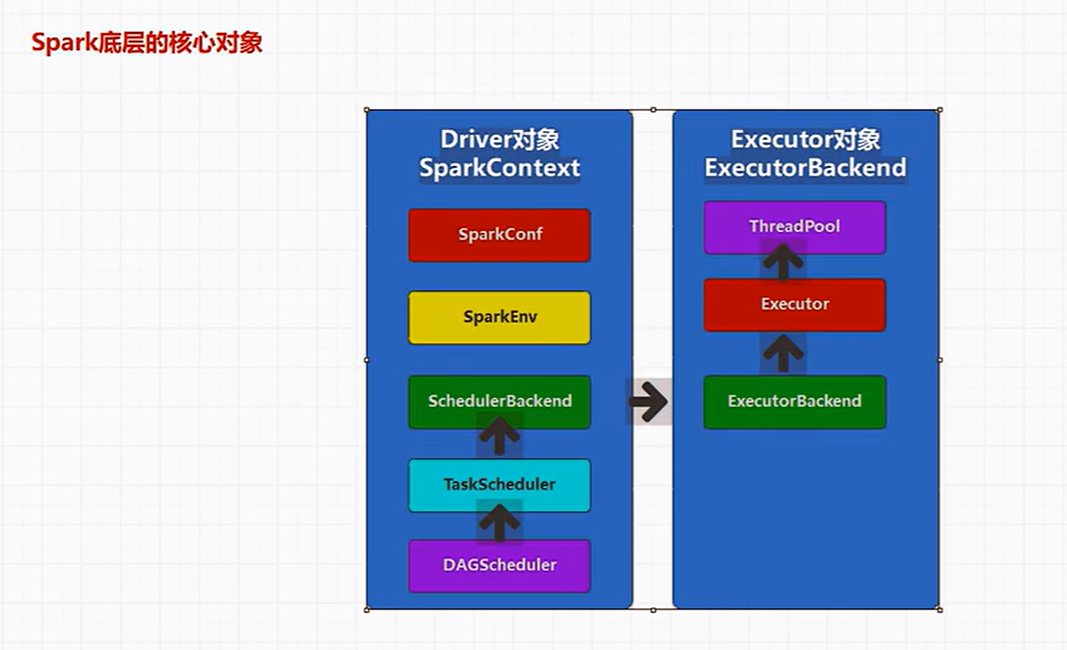 Spark底层的核心对象
Driver对象
SparkContext
SparkConf
SparkEnv
SchedulerBackend
TaskScheduler
DAGScheduler
Executor对象
ExecutorBackend
ThreadPool
Executor
ExecutorBackend